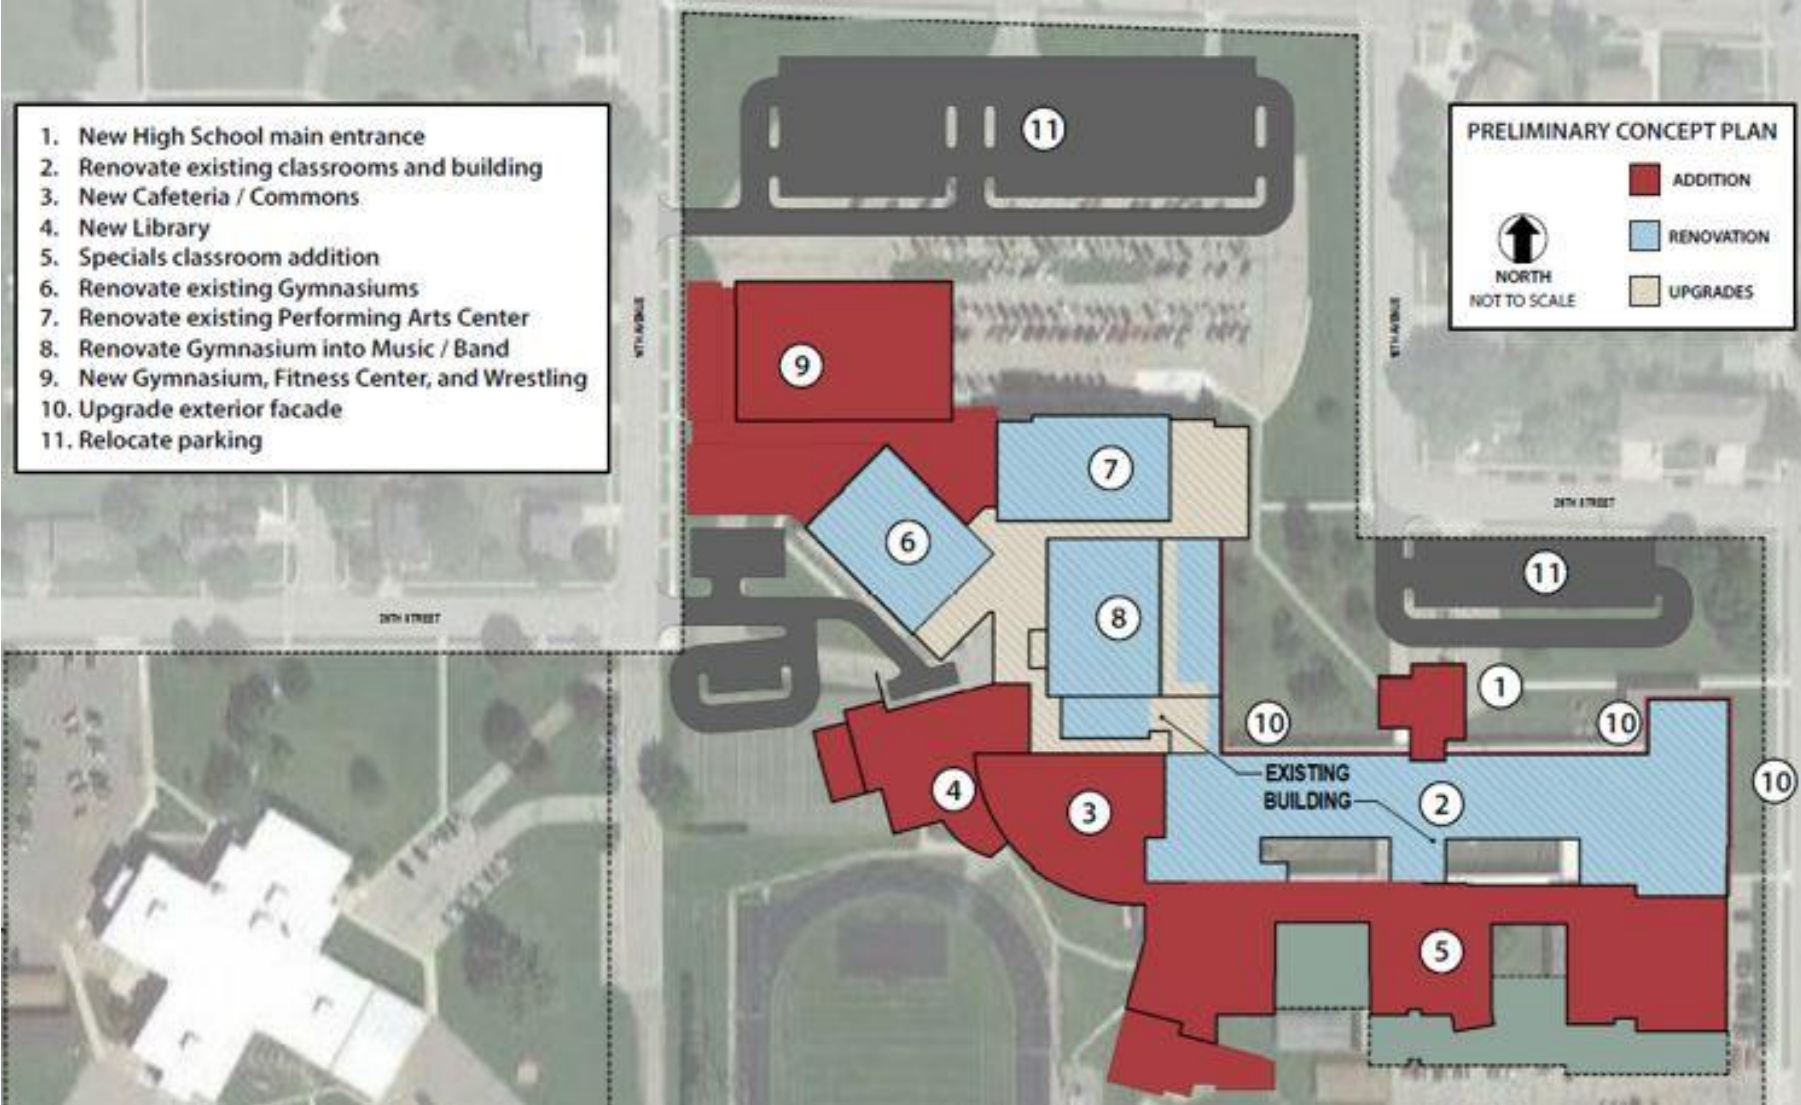 1. New High School main entrance
2. Renovate existing classrooms and building
3. New Cafeteria / Commons
4. New Library
5. Specials classroom addition
6. Renovate existing Gymnasiums
7. Renovate existing Performing Arts Center
8. Renovate Gymnasium into Music / Band
9. New Gymnasium, Fitness Center, and Wrestling
10. Upgrade exterior facade
11. Relocate parking
PRELIMINARY CONCEPT PLAN
ADDITION
RENOVATION
UPGRADES
NORTH
NOT TO SCALE
11
9
7
6
8
11
1
10
10
10
EXISTING
BUILDING
2
4
3
5
AVENUE
AVENUE
STREET
STREET